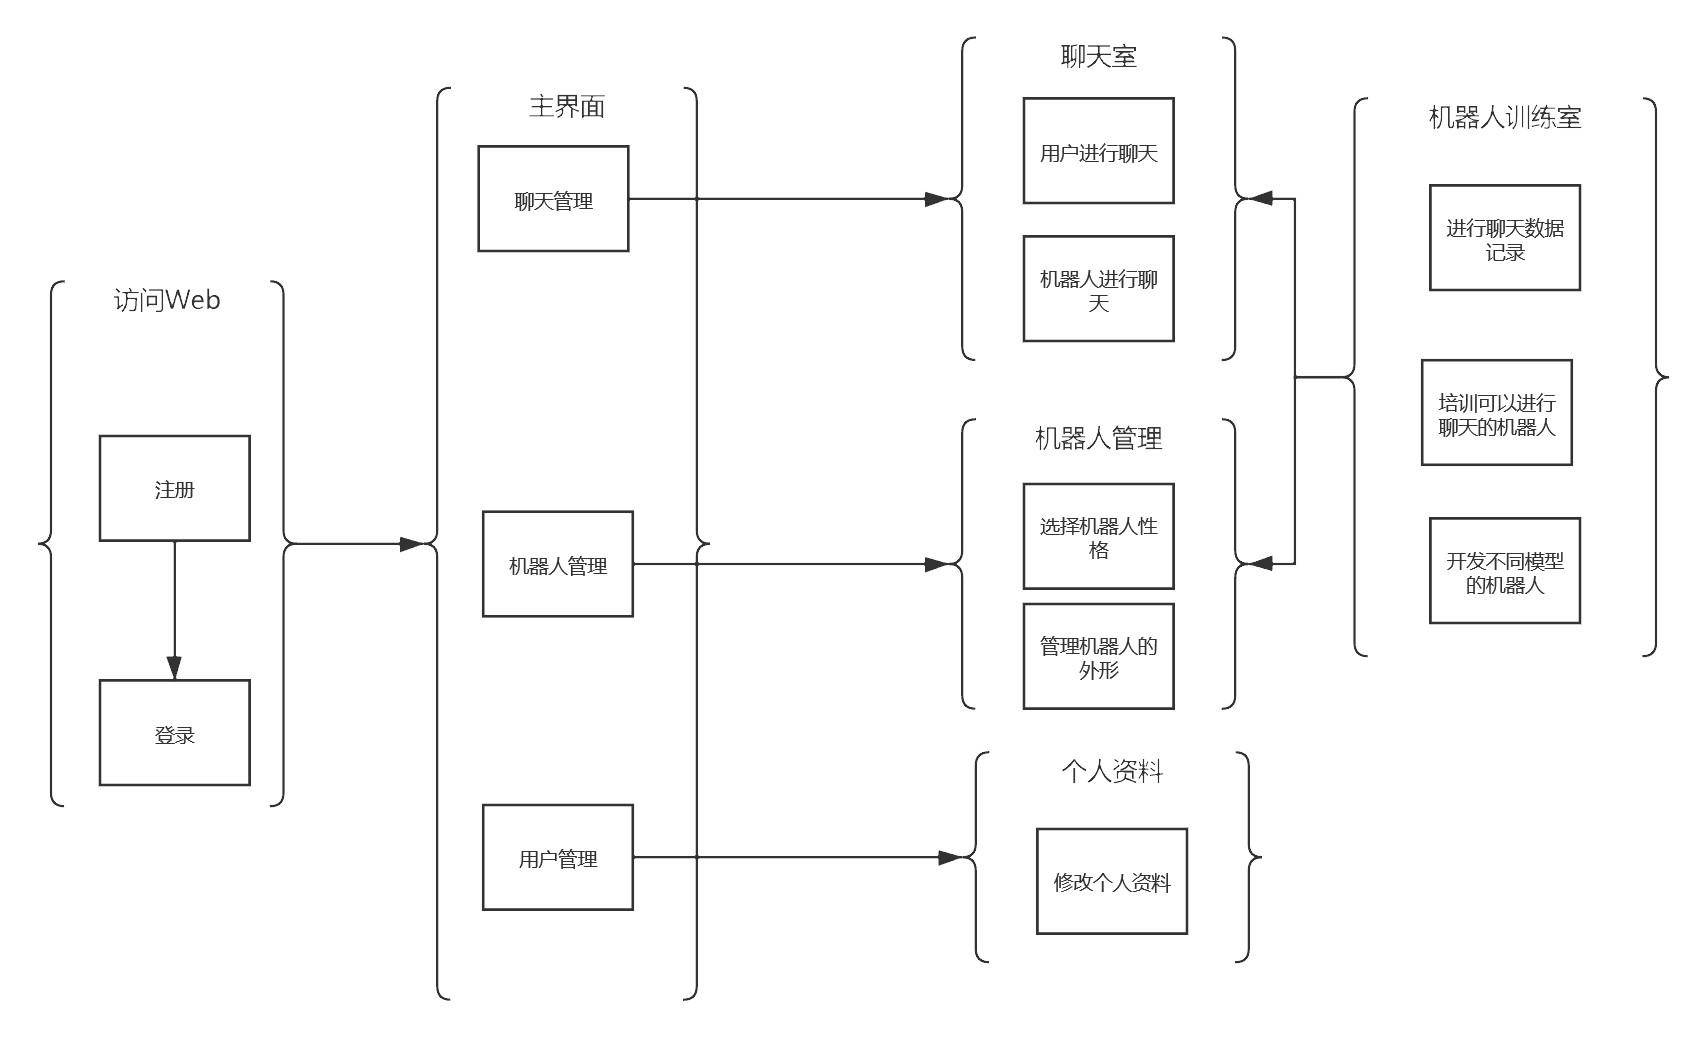 访问Web
注册
登录
主界面
聊天管理
机器人管理
用户管理
聊天室
用户进行聊天
机器人进行聊
天
机器人管理
选择机器人性
格
管理机器人的
外形
个人资料
修改个人资料
机器人训练室
进行聊天数据
记录
培训可以进行
聊天的机器人
开发不同模型
的机器人